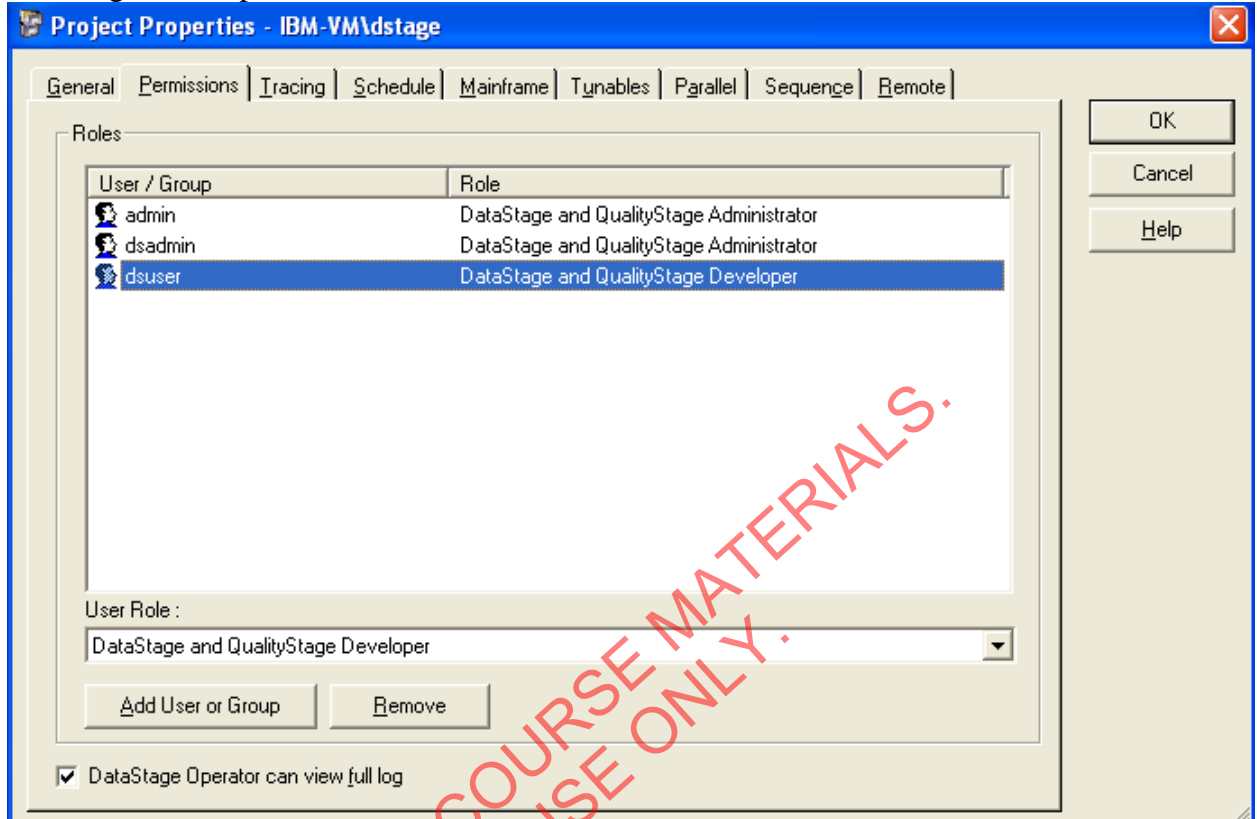 Project Properties - IBM-VM\dstage
General Permissions Tracing Schedule Mainframe Tunables Parallel Sequence Remote
OK
Cancel
Help
Roles
User / Group Role
admin DataStage and QualityStage Administrator
dsadmin DataStage and QualityStage Administrator
dsuser DataStage and QualityStage Developer
User Role :
DataStage and QualityStage Developer
Add User or Group Remove
DataStage Operator can view full log
COURSE MATERIALS.
USE ONLY.